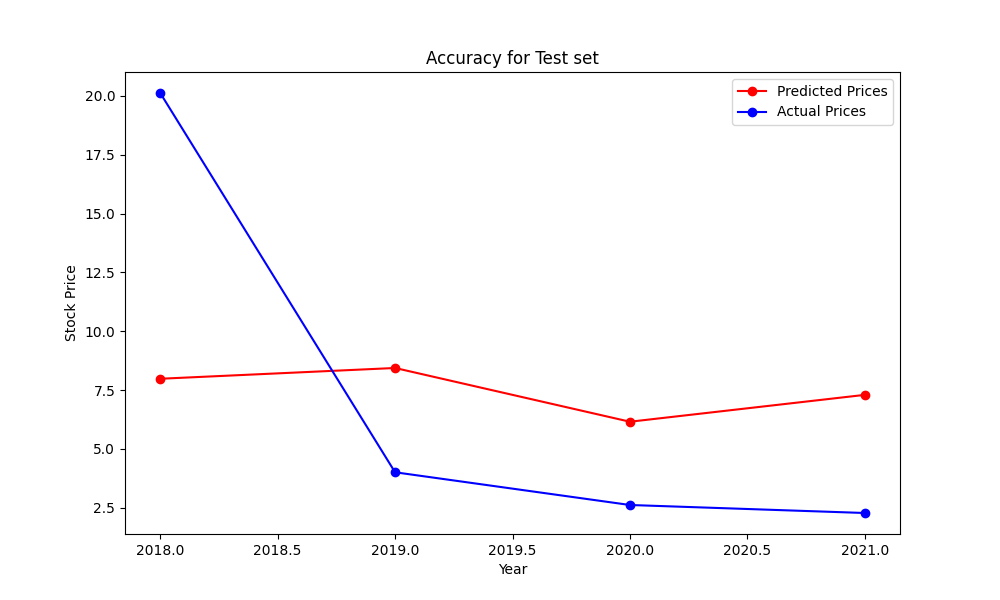 Accuracy for Test set
Predicted Prices
Actual Prices
20.0
17.5
15.0
12.5
10.0
7.5
5.0
2.5
Stock Price
2018.0 2018.5 2019.0 2019.5 2020.0 2020.5 2021.0
Year